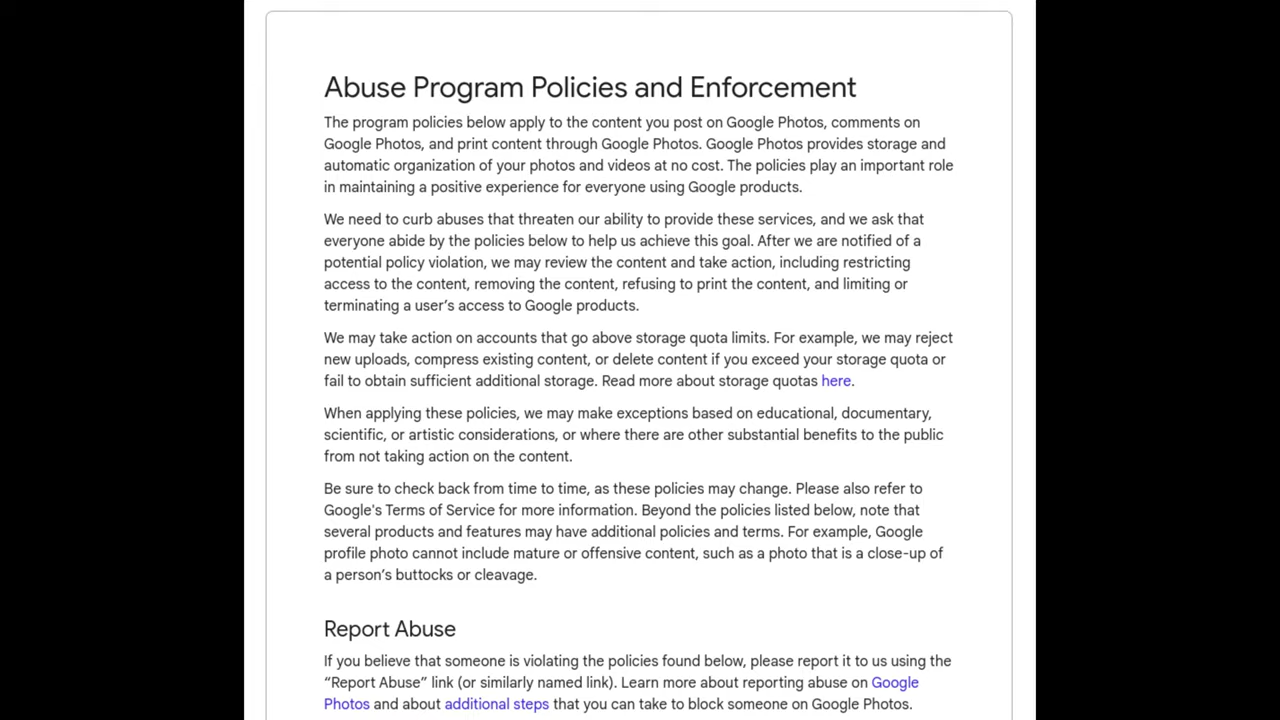 Abuse Program Policies and Enforcement
The program policies below apply to the content you post on Google Photos, comments on
Google Photos, and print content through Google Photos. Google Photos provides storage and
automatic organization of your photos and videos at no cost. The policies play an important role
in maintaining a positive experience for everyone using Google products.
We need to curb abuses that threaten our ability to provide these services, and we ask that
everyone abide by the policies below to help us achieve this goal. After we are notified of a
potential policy violation, we may review the content and take action, including restricting
access to the content, removing the content, refusing to print the content, and limiting or
terminating a user’s access to Google products.
We may take action on accounts that go above storage quota limits. For example, we may reject
new uploads, compress existing content, or delete content if you exceed your storage quota or
fail to obtain sufficient additional storage. Read more about storage quotas here.
When applying these policies, we may make exceptions based on educational, documentary,
scientific, or artistic considerations, or where there are other substantial benefits to the public
from not taking action on the content.
Be sure to check back from time to time, as these policies may change. Please also refer to
Google's Terms of Service for more information. Beyond the policies listed below, note that
several products and features may have additional policies and terms. For example, Google
profile photo cannot include mature or offensive content, such as a photo that is a close-up of
a person’s buttocks or cleavage.
Report Abuse
If you believe that someone is violating the policies found below, please report it to us using the
“Report Abuse” link (or similarly named link). Learn more about reporting abuse on Google
Photos and about additional steps that you can take to block someone on Google Photos.